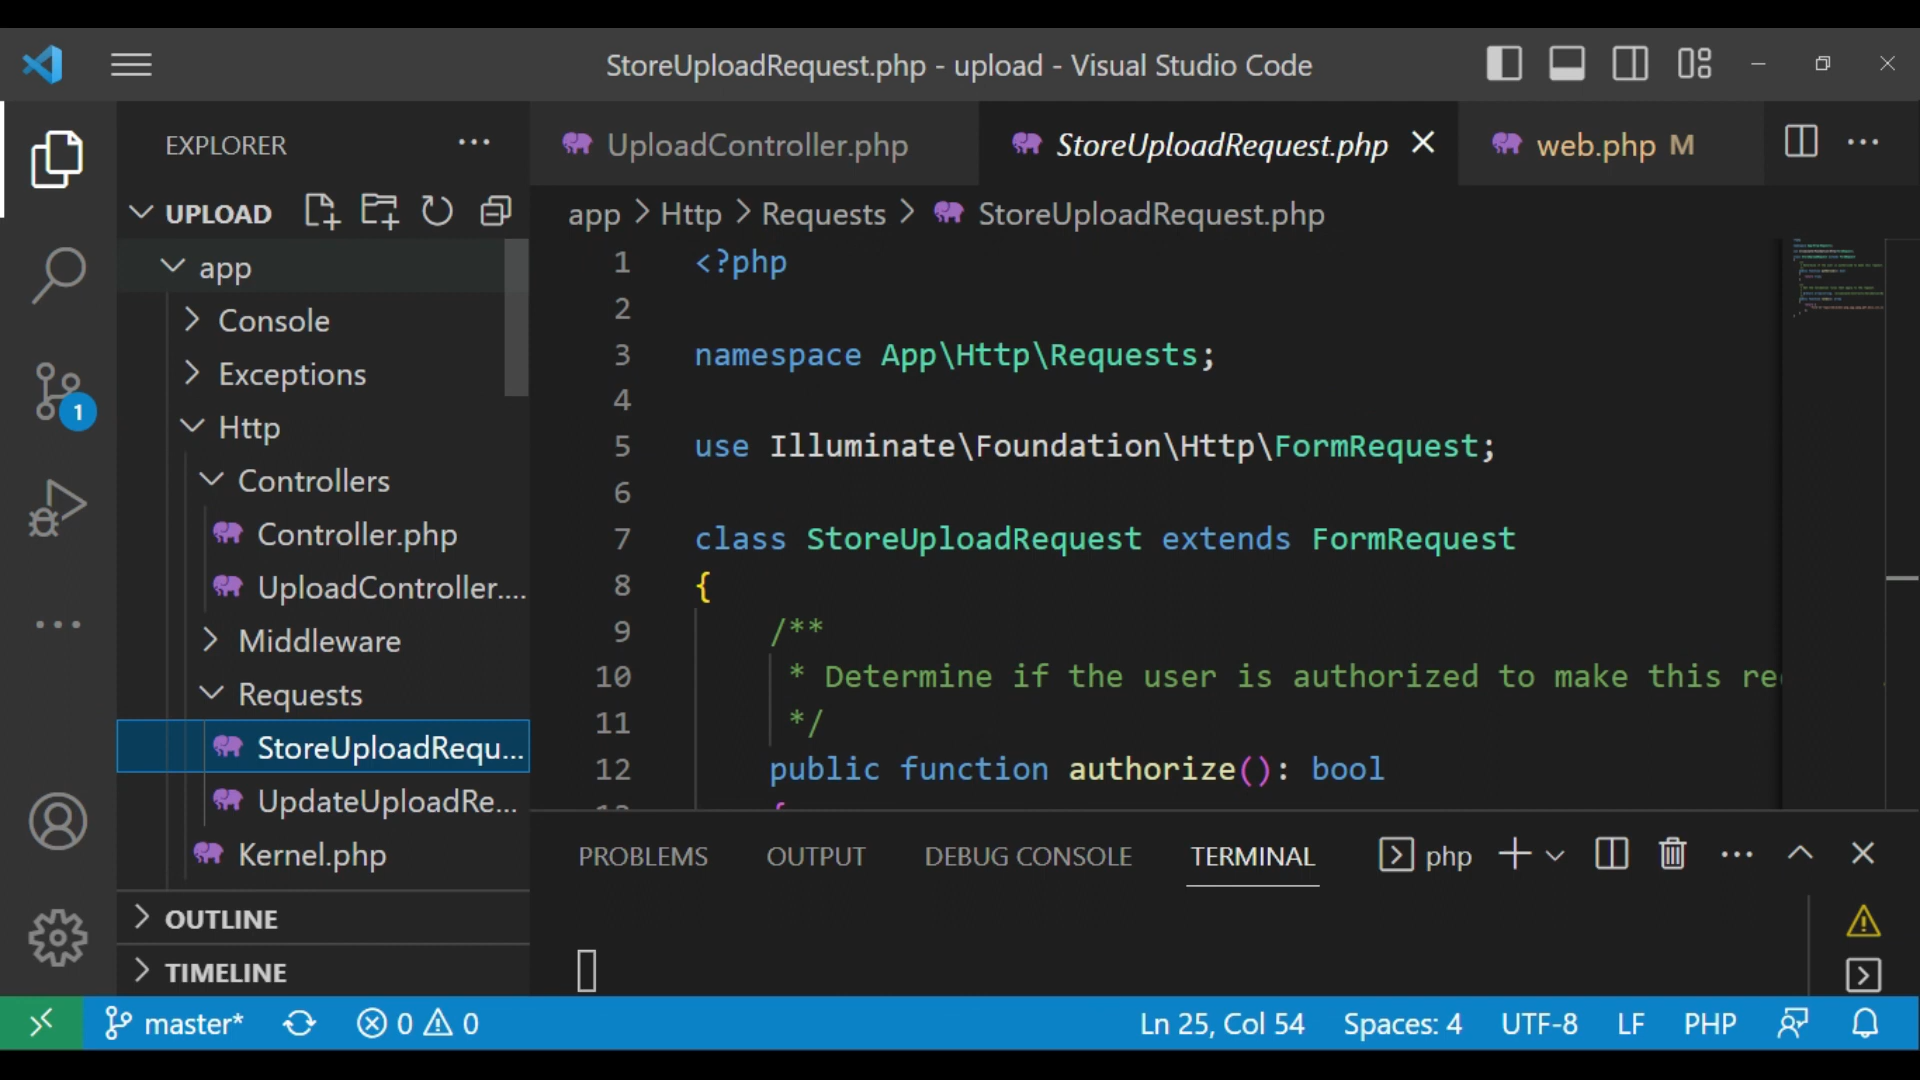 StoreUploadRequest.php - upload - Visual Studio Code
EXPLORER
UPLOAD
app
Console
Exceptions
Http
Controllers
Controller.php
UploadController....
Middleware
Requests
StoreUploadRequ...
UpdateUploadRe...
Kernel.php
OUTLINE
TIMELINE
1
UploadController.php
StoreUploadRequest.php
web.php M
app > Http > Requests > StoreUploadRequest.php
1 <?php
2
3 namespace App\Http\Requests;
4
5 use Illuminate\Foundation\Http\FormRequest;
6
7 class StoreUploadRequest extends FormRequest
8 {
9 /**
10 * Determine if the user is authorized to make this re
11 */
12 public function authorize(): bool
PROBLEMS OUTPUT DEBUG CONSOLE TERMINAL php
master* 0 0 Ln 25, Col 54 Spaces: 4 UTF-8 LF PHP